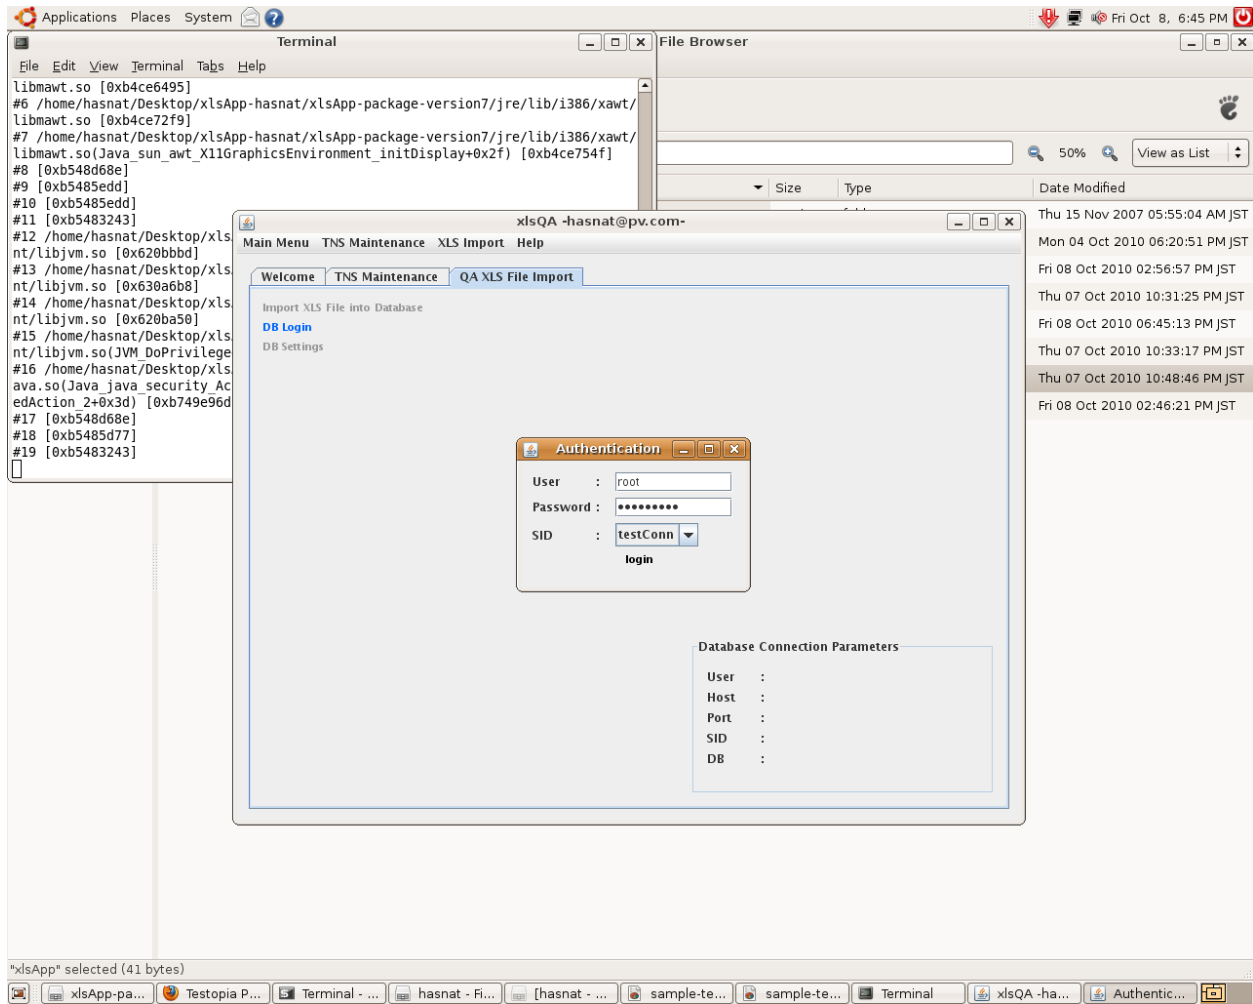 Applications Places System Fri Oct 8, 6:45 PM
Terminal
File Edit View Terminal Tabs Help
libmawt.so [0xb4ce6495]
#6 /home/hasnat/Desktop/xlsApp-hasnat/xlsApp-package-version7/jre/lib/i386/xawt/
libmawt.so [0xb4ce72f9]
#7 /home/hasnat/Desktop/xlsApp-hasnat/xlsApp-package-version7/jre/lib/i386/xawt/
libmawt.so(Java_sun_awt_X11GraphicsEnvironment_initDisplay+0x2f) [0xb4ce754f]
#8 [0xb548d68e]
#9 [0xb5485edd]
#10 [0xb5485edd]
#11 [0xb5483243]
#12 /home/hasnat/Desktop/xls
nt/libjvm.so [0x620bbbd]
#13 /home/hasnat/Desktop/xls
nt/libjvm.so [0x630a6b8]
#14 /home/hasnat/Desktop/xls
nt/libjvm.so [0x620ba50]
#15 /home/hasnat/Desktop/xls
nt/libjvm.so(JVM_DoPrivilege
#16 /home/hasnat/Desktop/xls
ava.so(Java_java_security_Ac
edAction_2+0x3d) [0xb749e96d
#17 [0xb548d68e]
#18 [0xb5485d77]
#19 [0xb5483243]
File Browser
50% View as List
Size Type Date Modified
Thu 15 Nov 2007 05:55:04 AM JST
Mon 04 Oct 2010 06:20:51 PM JST
Fri 08 Oct 2010 02:56:57 PM JST
Thu 07 Oct 2010 10:31:25 PM JST
Fri 08 Oct 2010 06:45:13 PM JST
Thu 07 Oct 2010 10:33:17 PM JST
Thu 07 Oct 2010 10:48:46 PM JST
Fri 08 Oct 2010 02:46:21 PM JST
xlsQA -hasnat@pv.com-
Main Menu TNS Maintenance XLS Import Help
Welcome TNS Maintenance QA XLS File Import
Import XLS File into Database
DB Login
DB Settings
Authentication
User : root
Password : •••••••••
SID : testConn
login
Database Connection Parameters
User :
Host :
Port :
SID :
DB :
"xlsApp" selected (41 bytes)
xlsApp-pa... Testopia P... Terminal - ... hasnat - Fi... [hasnat - ... sample-te... sample-te... Terminal xlsQA -ha... Authentic...